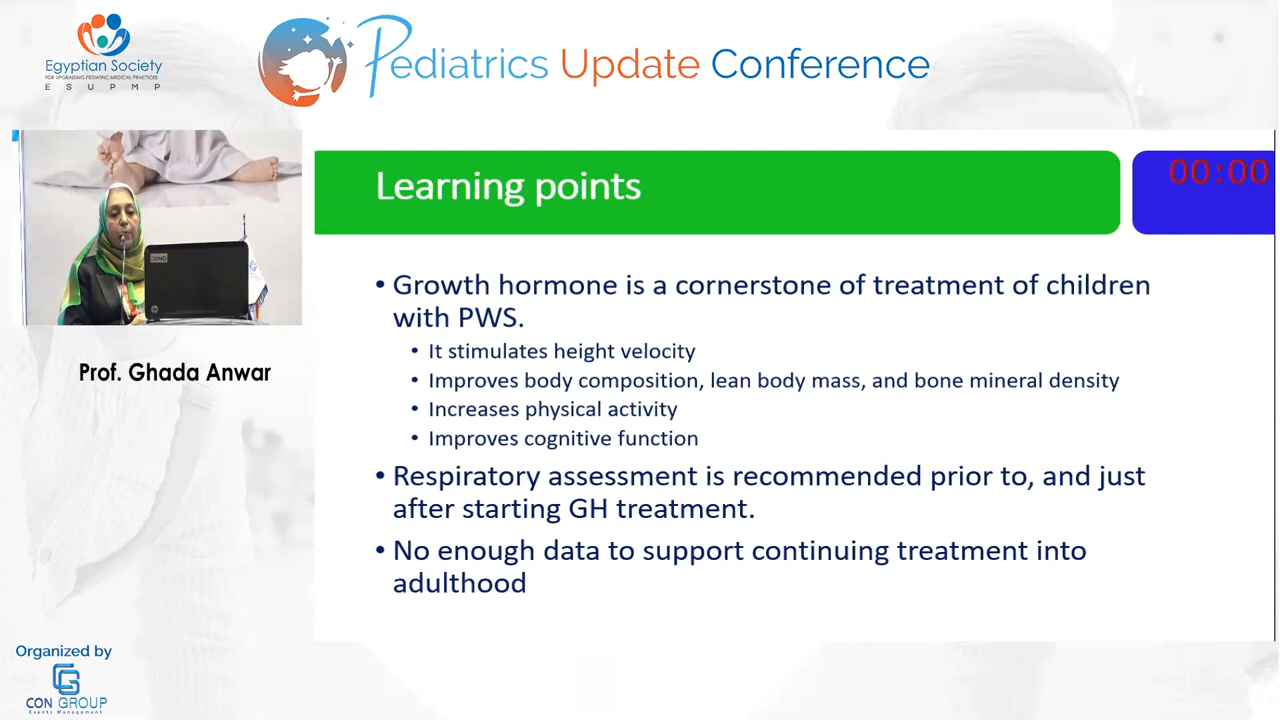 Egyptian Society
FOR UPGRADING PEDIATRIC MEDICAL PRACTICES
E S U P M P
Pediatrics Update Conference
Learning points
00:00
• Growth hormone is a cornerstone of treatment of children
with PWS.
• It stimulates height velocity
• Improves body composition, lean body mass, and bone mineral density
• Increases physical activity
• Improves cognitive function
• Respiratory assessment is recommended prior to, and just
after starting GH treatment.
• No enough data to support continuing treatment into
adulthood
Prof. Ghada Anwar
Organized by
CON GROUP
Events Management